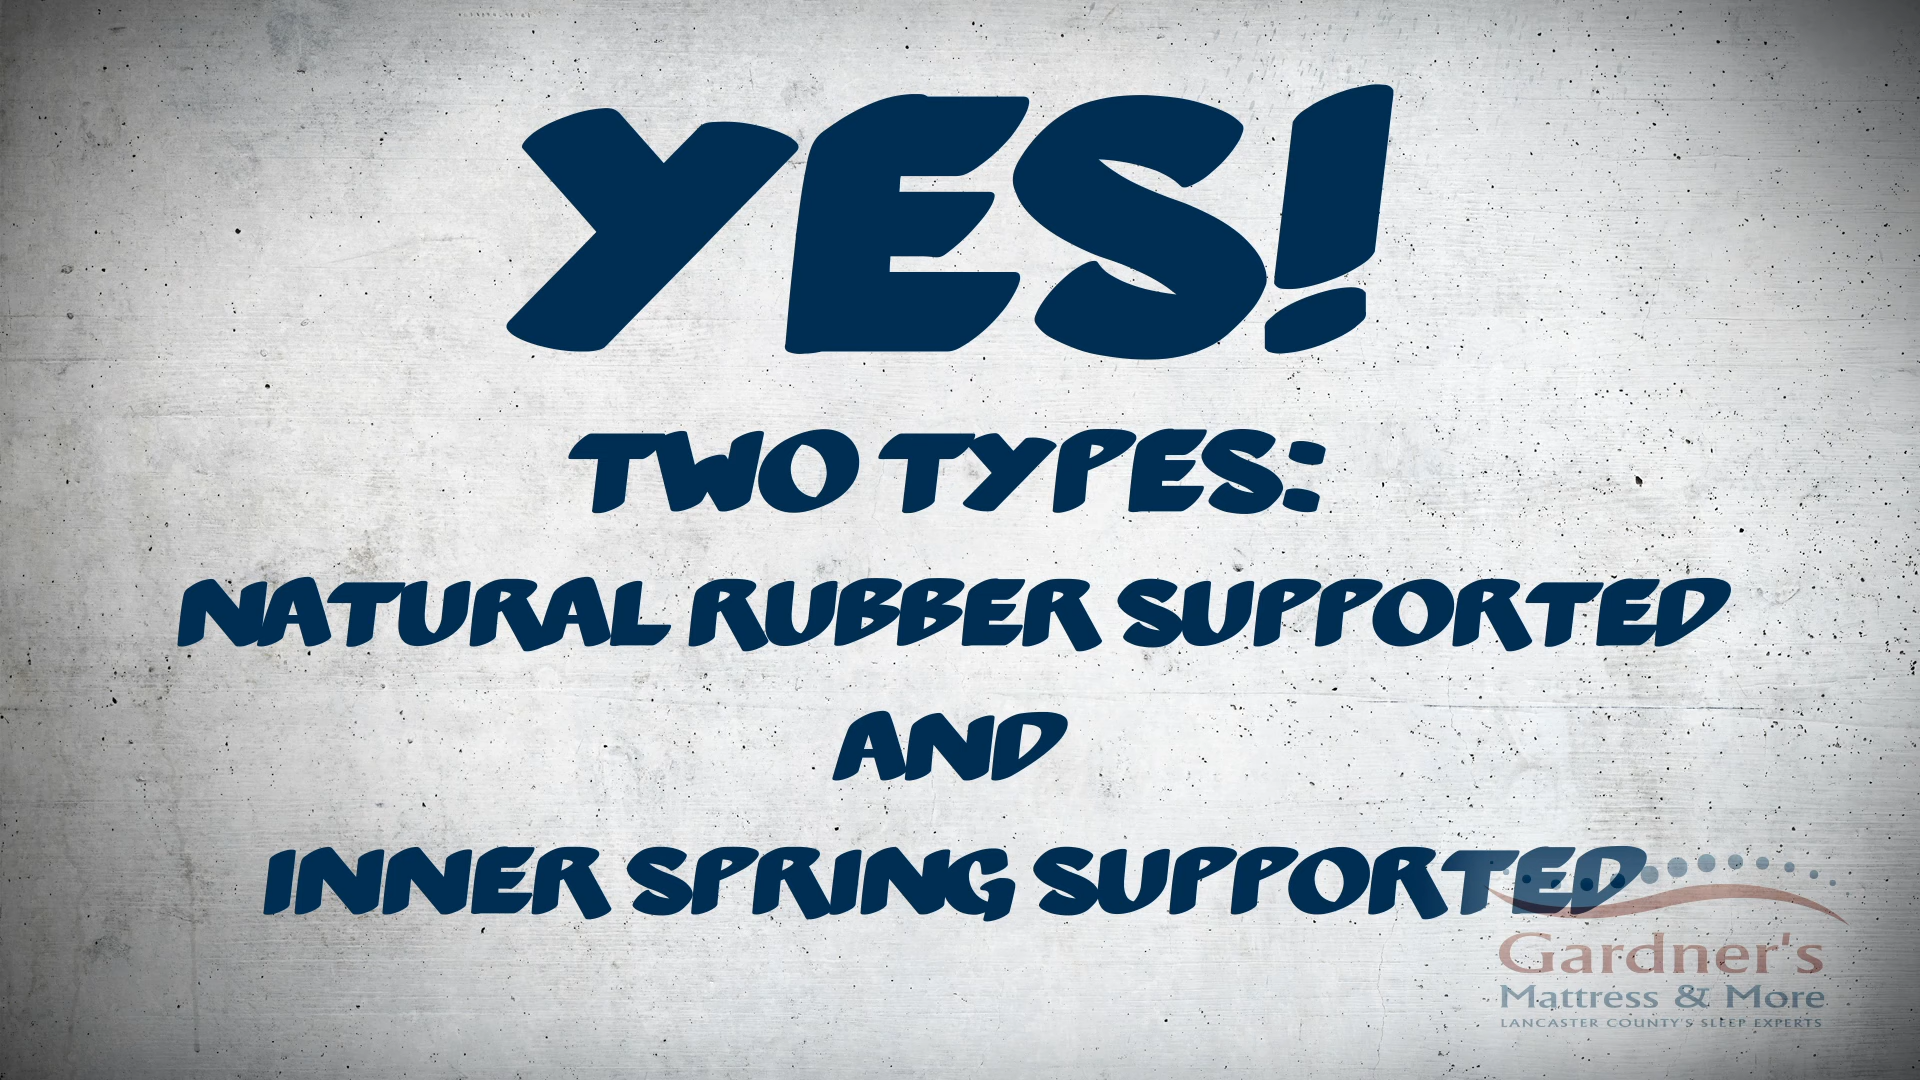 YES!
TWO TYPES:
NATURAL RUBBER SUPPORTED
AND
INNER SPRING SUPPORTED
Gardner's
Mattress & More
LANCASTER COUNTY'S SLEEP EXPERTS